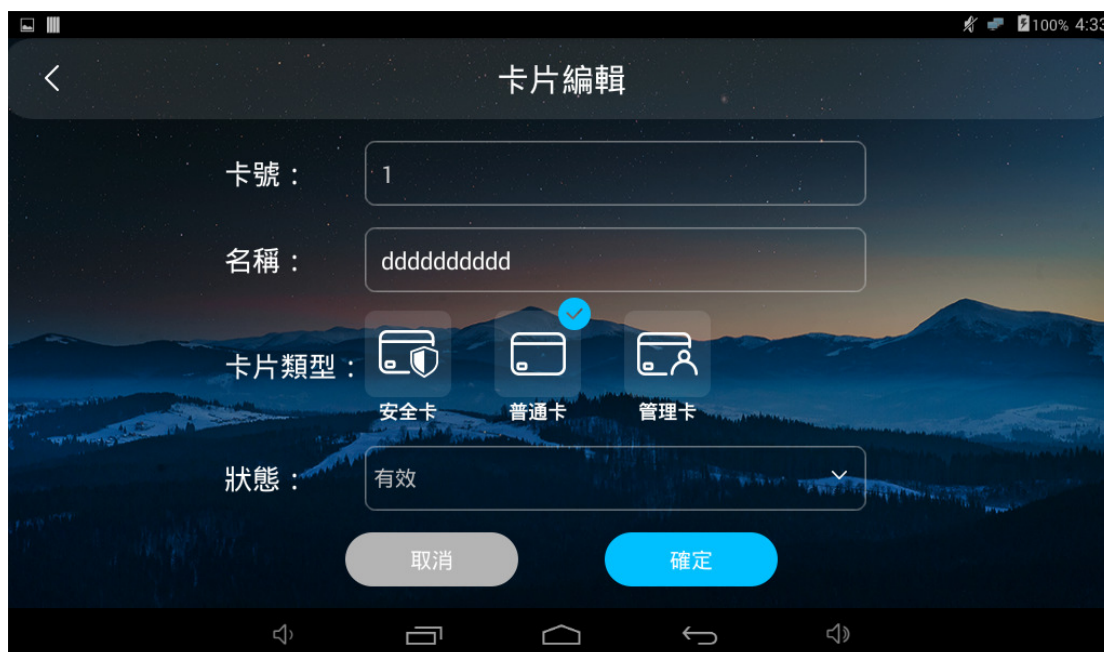 100% 4:33
卡片編輯
卡號：
1
名稱：
dddddddddd
卡片類型：
安全卡 普通卡 管理卡
狀態：
有效
取消 確定